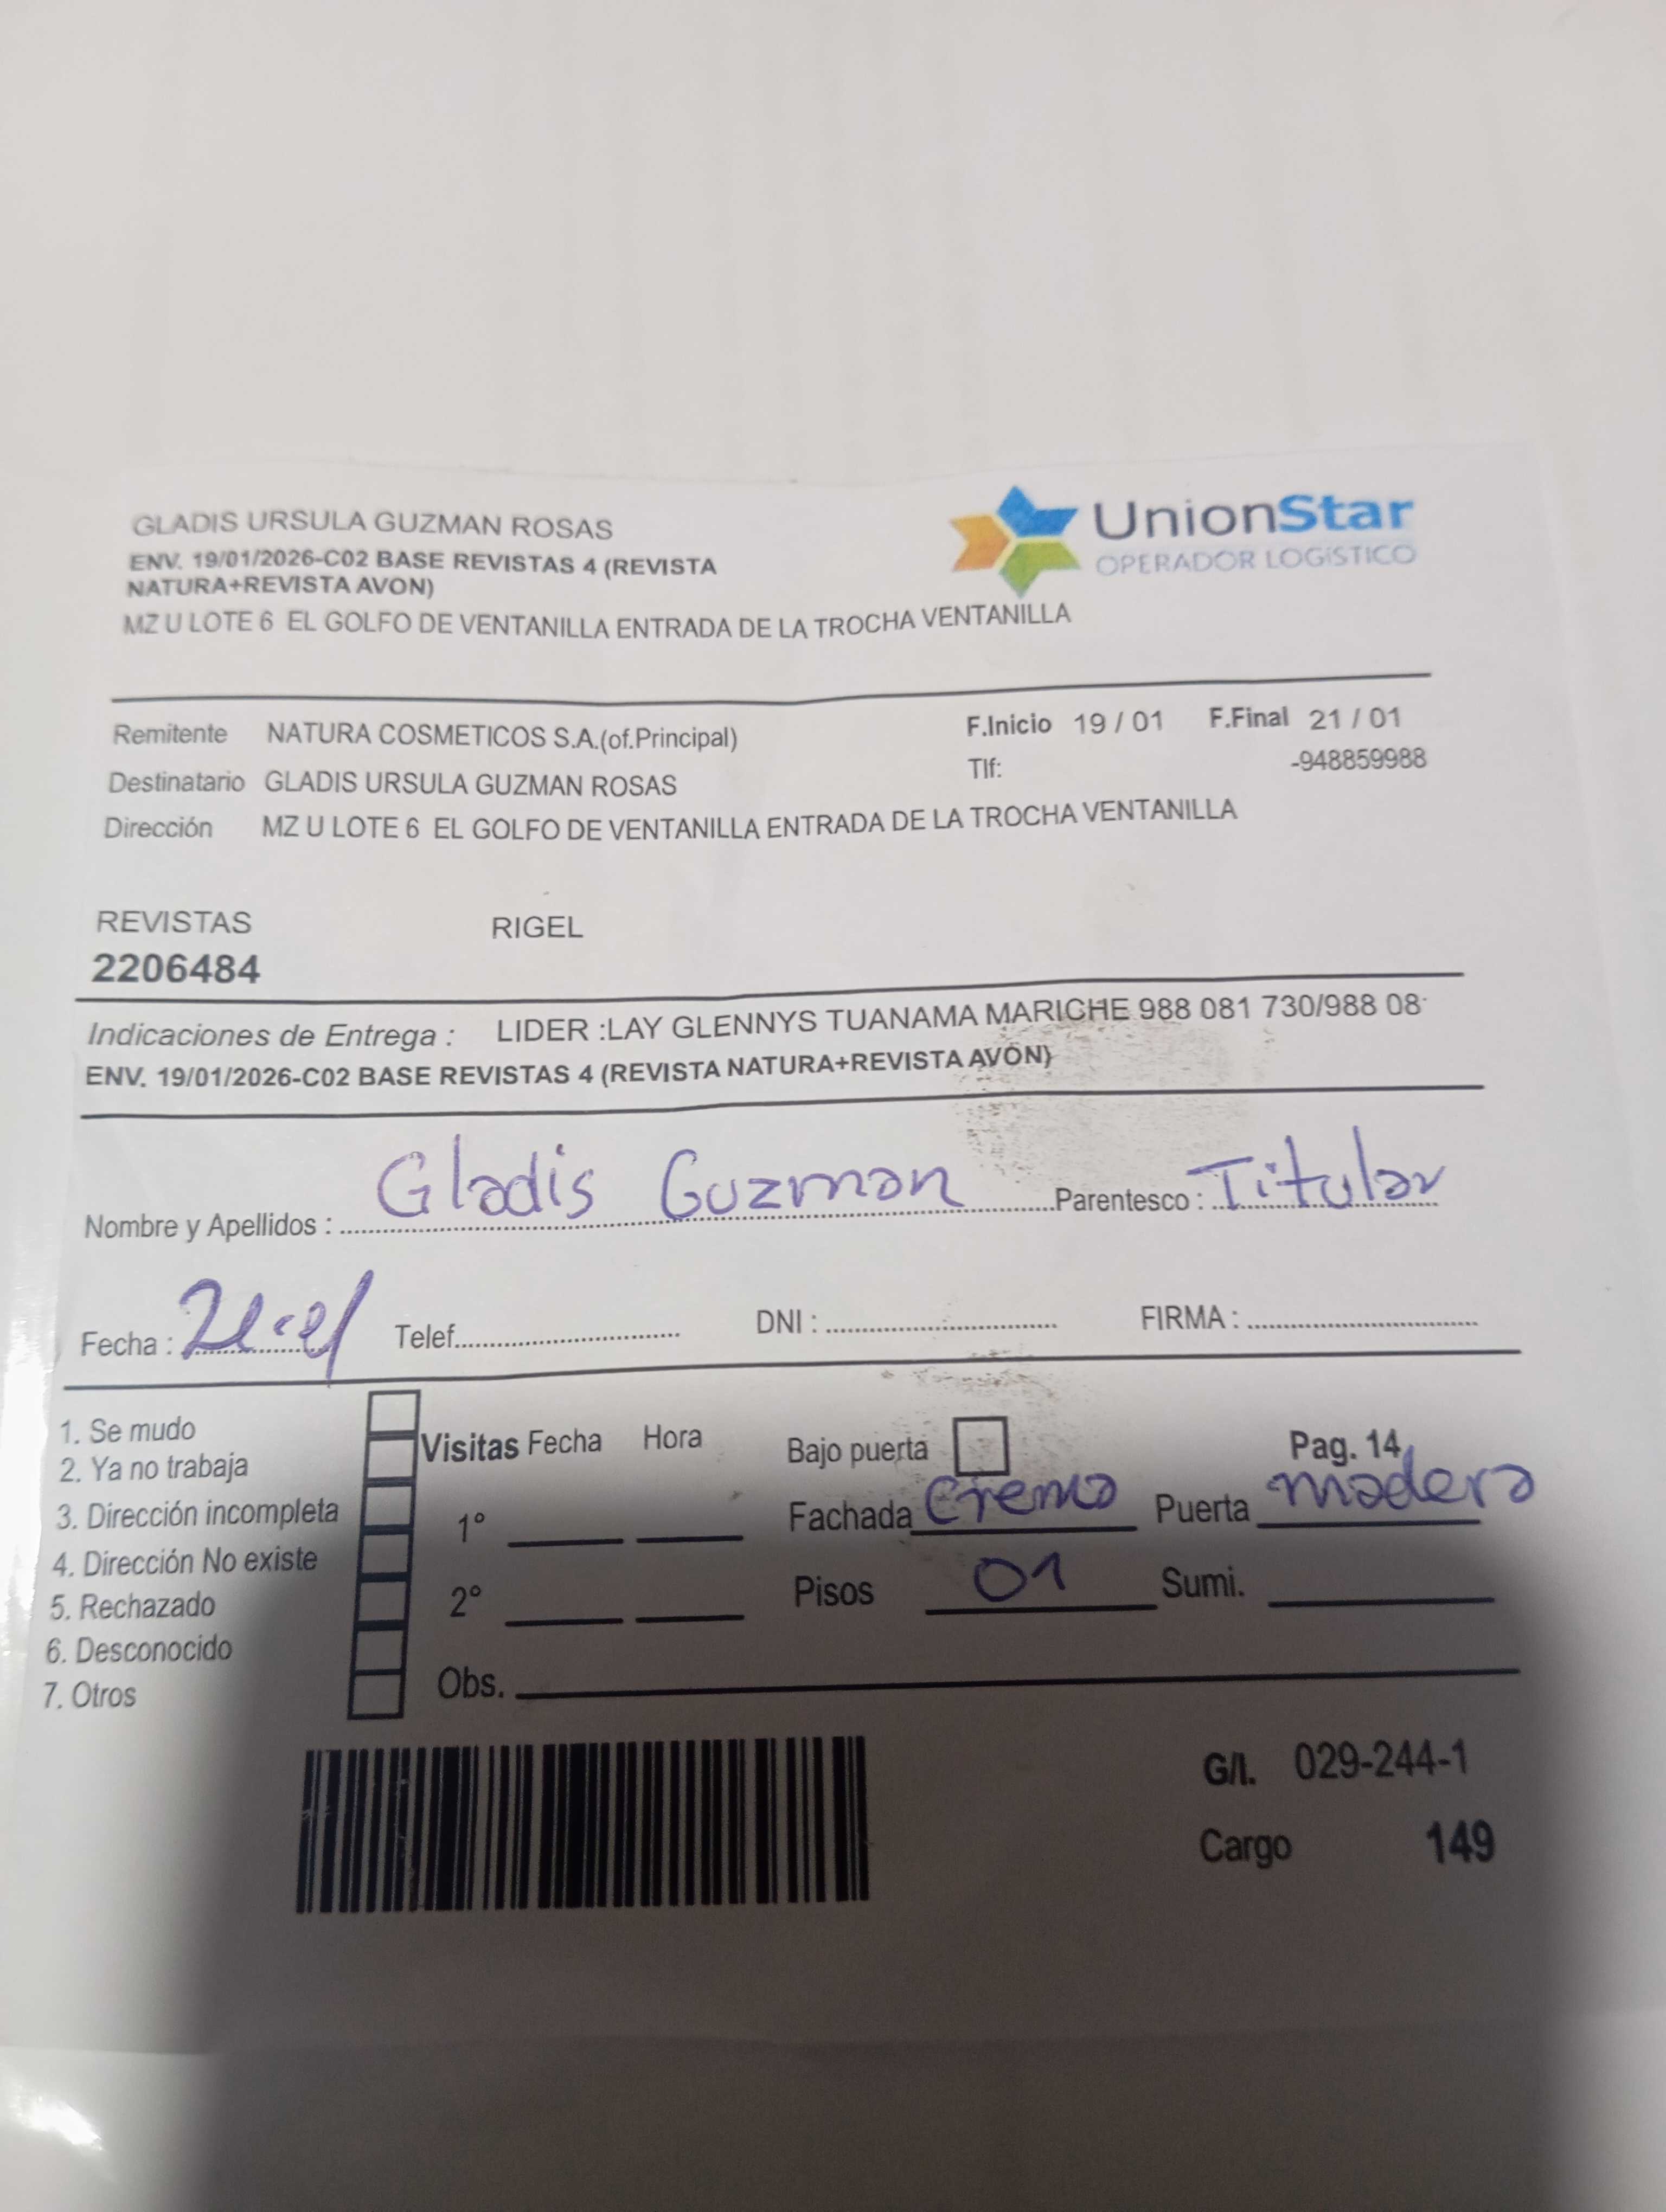 GLADIS URSULA GUZMAN ROSAS
ENV. 19/01/2026-C02 BASE REVISTAS 4 (REVISTA
NATURA+REVISTA AVON)
MZ U LOTE 6 EL GOLFO DE VENTANILLA ENTRADA DE LA TROCHA VENTANILLA
UnionStar
OPERADOR LOGÍSTICO
Remitente NATURA COSMETICOS S.A.(of.Principal) F.Inicio 19 / 01 F.Final 21 / 01
Destinatario GLADIS URSULA GUZMAN ROSAS Tlf: -948859988
Dirección MZ U LOTE 6 EL GOLFO DE VENTANILLA ENTRADA DE LA TROCHA VENTANILLA
REVISTAS RIGEL
2206484
Indicaciones de Entrega : LIDER :LAY GLENNYS TUANAMA MARICHE 988 081 730/988 08
ENV. 19/01/2026-C02 BASE REVISTAS 4 (REVISTA NATURA+REVISTA AVON)
Nombre y Apellidos : Gladis Guzman Parentesco : Titular
Fecha : Telef. DNI : FIRMA :
1. Se mudo
2. Ya no trabaja
3. Dirección incompleta
4. Dirección No existe
5. Rechazado
6. Desconocido
7. Otros
Visitas Fecha Hora
1°
2°
Bajo puerta Pag. 14
Fachada Crema Puerta madera
Pisos 01 Sumi.
Obs.
G/I. 029-244-1
Cargo 149